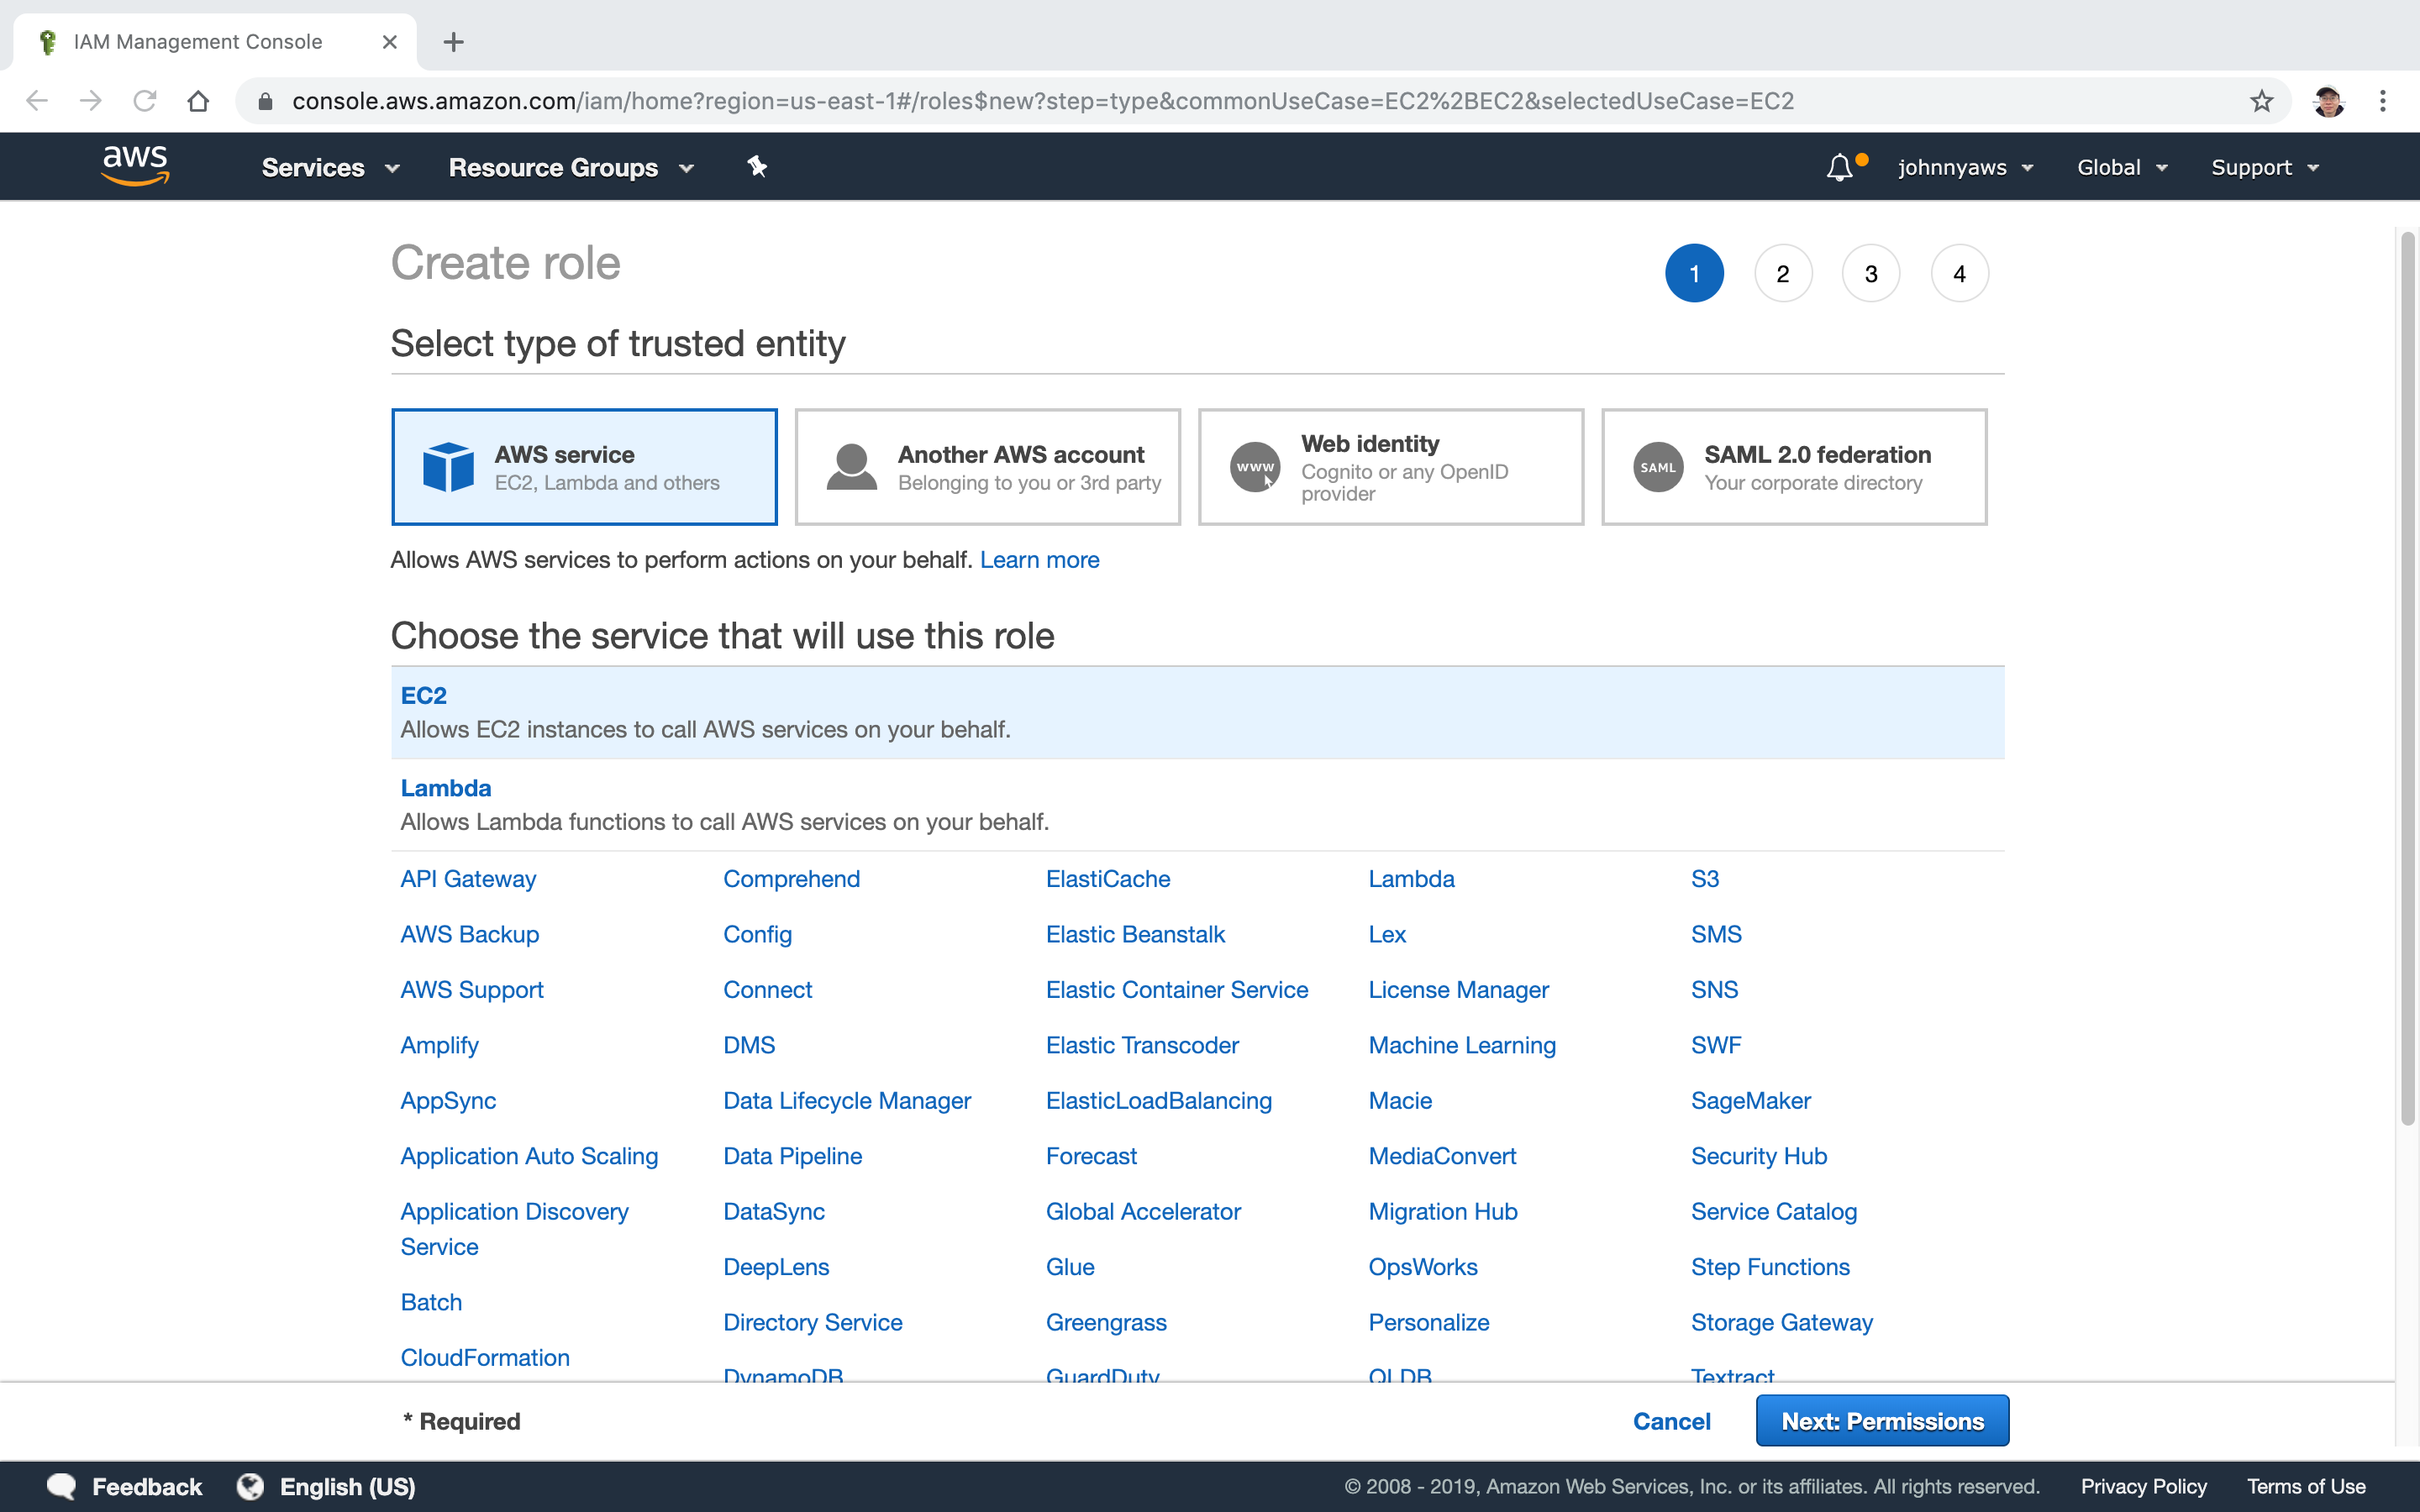 IAM Management Console
console.aws.amazon.com/iam/home?region=us-east-1#/roles$new?step=type&commonUseCase=EC2%2BEC2&selectedUseCase=EC2
aws Services Resource Groups johnnyaws Global Support
Create role 1 2 3 4
Select type of trusted entity
AWS service
EC2, Lambda and others
Another AWS account
Belonging to you or 3rd party
www
Web identity
Cognito or any OpenID
provider
SAML
SAML 2.0 federation
Your corporate directory
Allows AWS services to perform actions on your behalf. Learn more
Choose the service that will use this role
EC2
Allows EC2 instances to call AWS services on your behalf.
Lambda
Allows Lambda functions to call AWS services on your behalf.
API Gateway
AWS Backup
AWS Support
Amplify
AppSync
Application Auto Scaling
Application Discovery
Service
Batch
CloudFormation
Comprehend
Config
Connect
DMS
Data Lifecycle Manager
Data Pipeline
DataSync
DeepLens
Directory Service
DynamoDB
ElastiCache
Elastic Beanstalk
Elastic Container Service
Elastic Transcoder
ElasticLoadBalancing
Forecast
Global Accelerator
Glue
Greengrass
GuardDuty
Lambda
Lex
License Manager
Machine Learning
Macie
MediaConvert
Migration Hub
OpsWorks
Personalize
QLDB
S3
SMS
SNS
SWF
SageMaker
Security Hub
Service Catalog
Step Functions
Storage Gateway
Textract
* Required Cancel Next: Permissions
Feedback English (US) © 2008 - 2019, Amazon Web Services, Inc. or its affiliates. All rights reserved. Privacy Policy Terms of Use